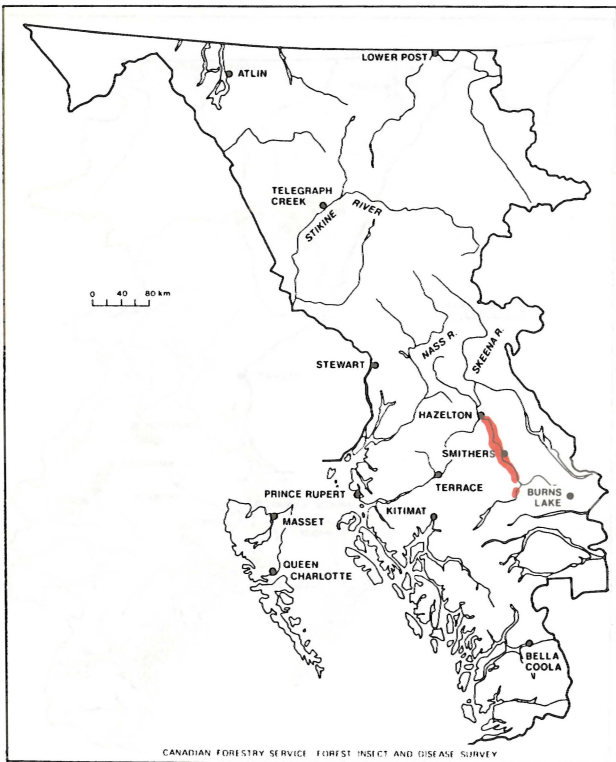 LOWER POST
ATLIN
TELEGRAPH
CREEK
STIKINE RIVER
0 40 80 km
NASS R.
SKEENA R.
STEWART
HAZELTON
SMITHERS
TERRACE
BURNS
LAKE
PRINCE RUPERT
KITIMAT
MASSET
QUEEN
CHARLOTTE
BELLA
COOLA
CANADIAN FORESTRY SERVICE FOREST INSECT AND DISEASE SURVEY